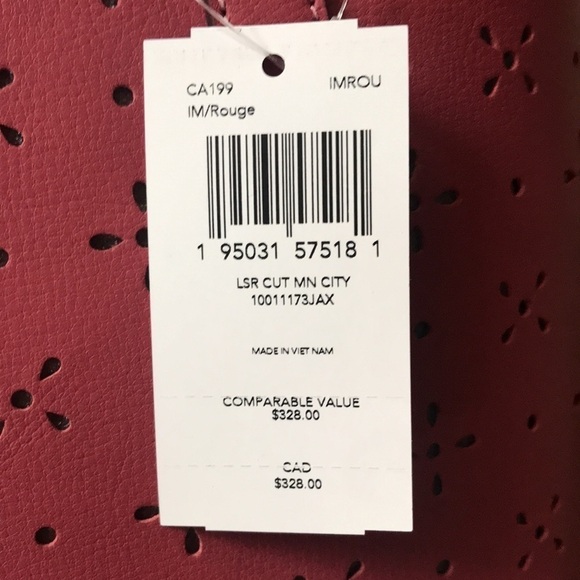 CA199 IMROU
IM/Rouge
1 95031 57518 1
LSR CUT MN CITY
10011173JAX
MADE IN VIET NAM
COMPARABLE VALUE
$328.00
CAD
$328.00